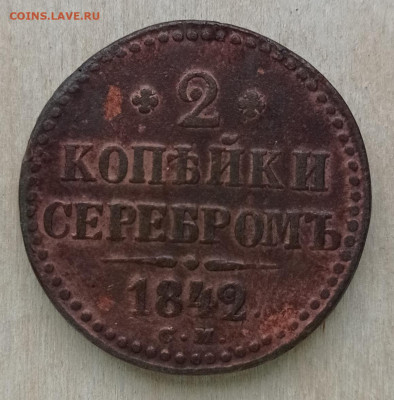 COINS.LAVE.RU
2
КОПѢЙКИ
СЕРЕБРОМЪ
1842.
С.М.